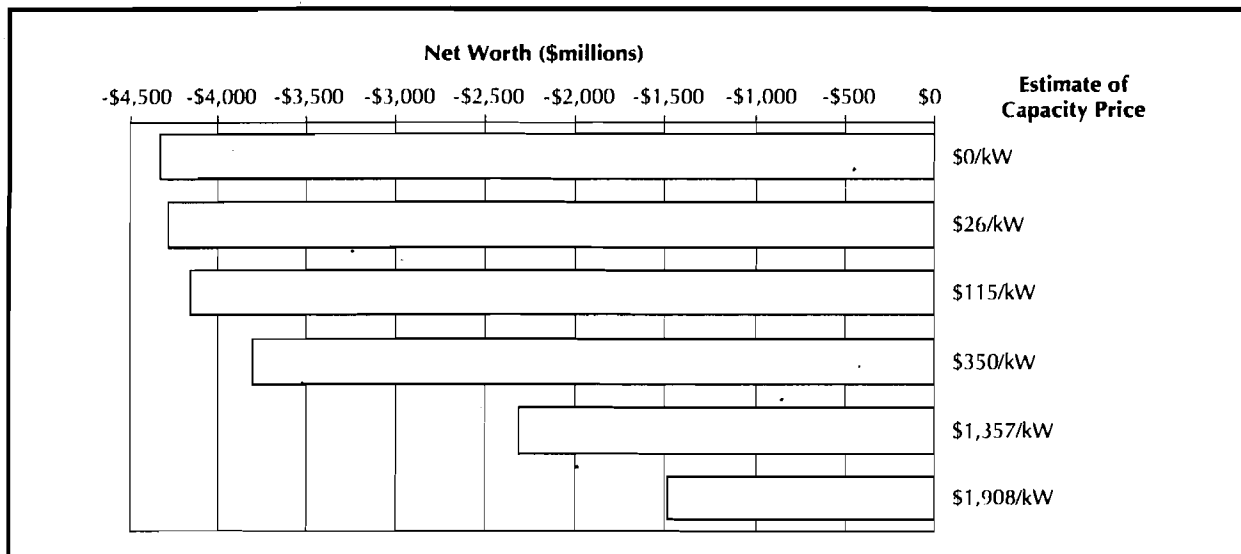 Net Worth ($millions)
-$4,500 -$4,000 -$3,500 -$3,000 -$2,500 -$2,000 -$1,500 -$1,000 -$500 $0
Estimate of
Capacity Price
$0/kW
$26/kW
$115/kW
$350/kW
$1,357/kW
$1,908/kW